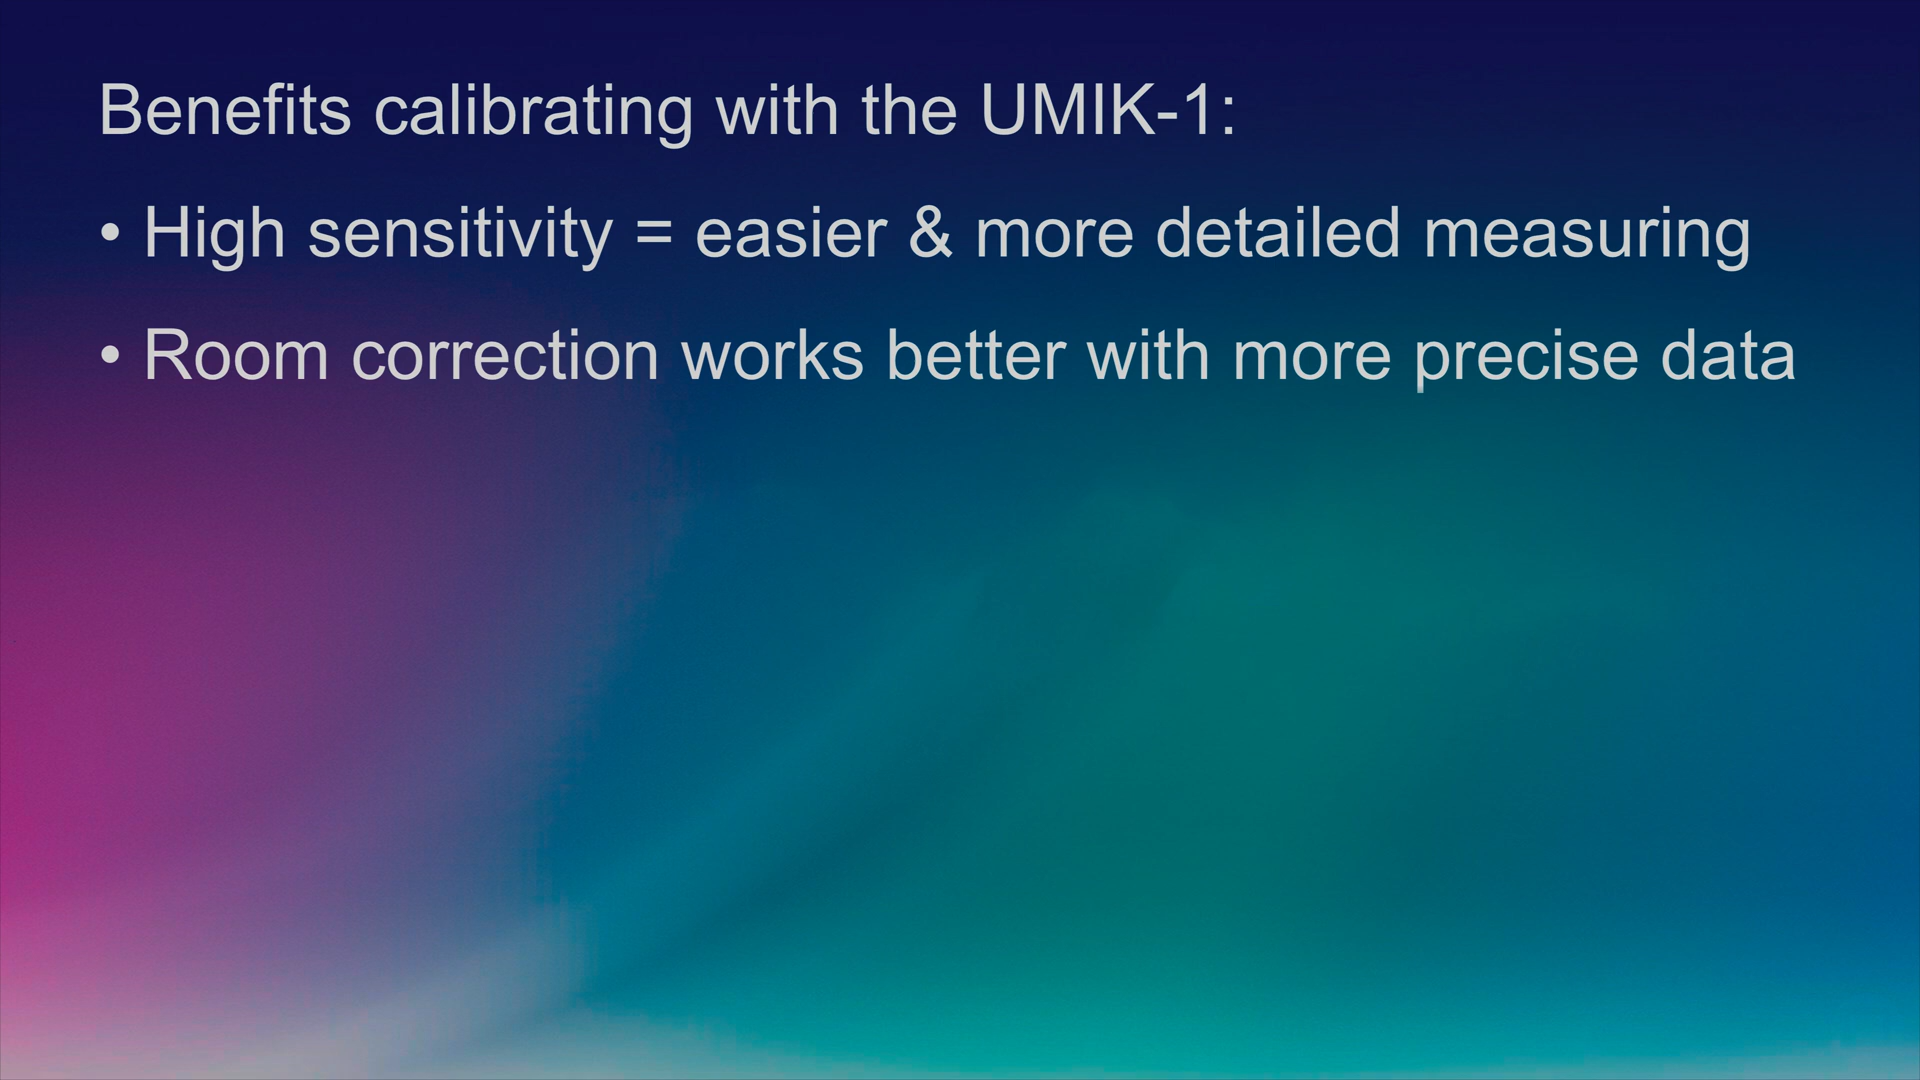 Benefits calibrating with the UMIK-1:
• High sensitivity = easier & more detailed measuring
• Room correction works better with more precise data